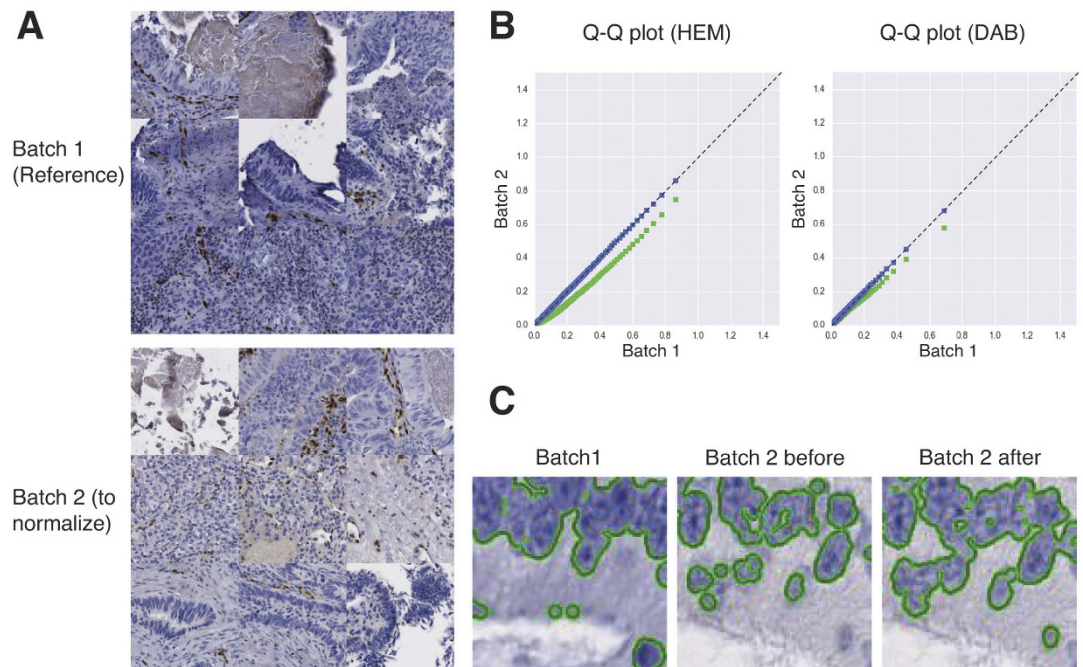 A
Batch 1
(Reference)
Batch 2 (to
normalize)
B
Q-Q plot (HEM)
Batch 2
1.4
1.2
1.0
0.8
0.6
0.4
0.2
0.0
0.0 0.2 0.4 0.6 0.8 1.0 1.2 1.4
Batch 1
Q-Q plot (DAB)
Batch 2
1.4
1.2
1.0
0.8
0.6
0.4
0.2
0.0
0.0 0.2 0.4 0.6 0.8 1.0 1.2 1.4
Batch 1
C
Batch1
Batch 2 before
Batch 2 after